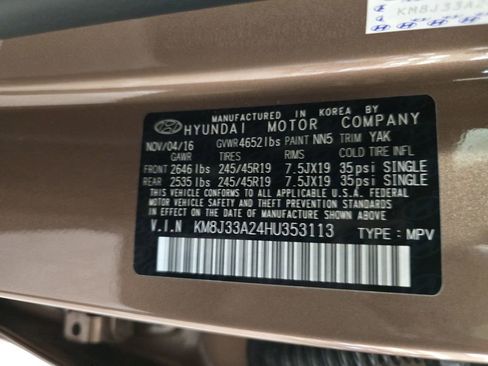 KM8J33A2
MANUFACTURED IN KOREA BY
HYUNDAI MOTOR COMPANY
NOV/04/16 GVWR 4652lbs PAINT NN5 TRIM YAK
GAWR TIRES RIMS COLD TIRE INFL
FRONT 2646 lbs 245/45R19 7.5JX19 35psi SINGLE
REAR 2535 lbs 245/45R19 7.5JX19 35psi SINGLE
THIS VEHICLE CONFORMS TO ALL APPLICABLE U.S.A. FEDERAL
MOTOR VEHICLE SAFETY AND THEFT PREVENTION STANDARDS
IN EFFECT ON THE DATE OF MANUFACTURE SHOWN ABOVE.
V.I.N KM8J33A24HU353113 TYPE : MPV